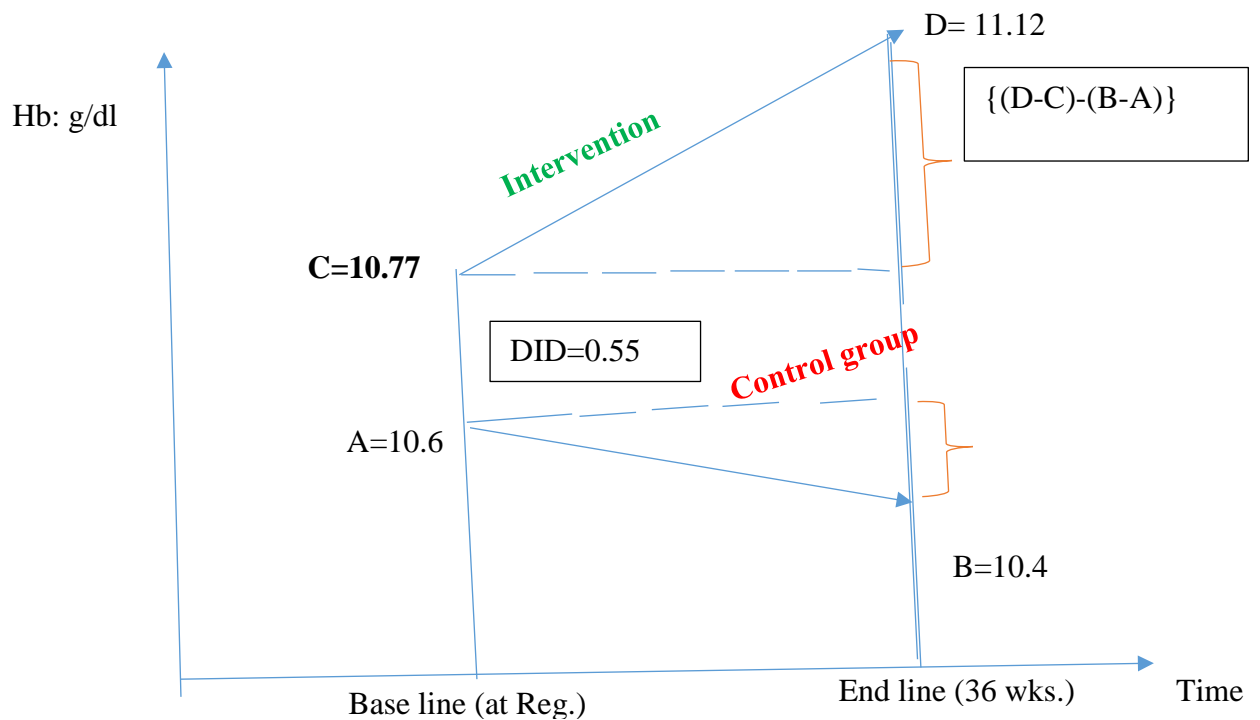 D= 11.12
{(D-C)-(B-A)}
Hb: g/dl
Intervention
C=10.77
DID=0.55
Control group
A=10.6
B=10.4
Base line (at Reg.)
End line (36 wks.)
Time